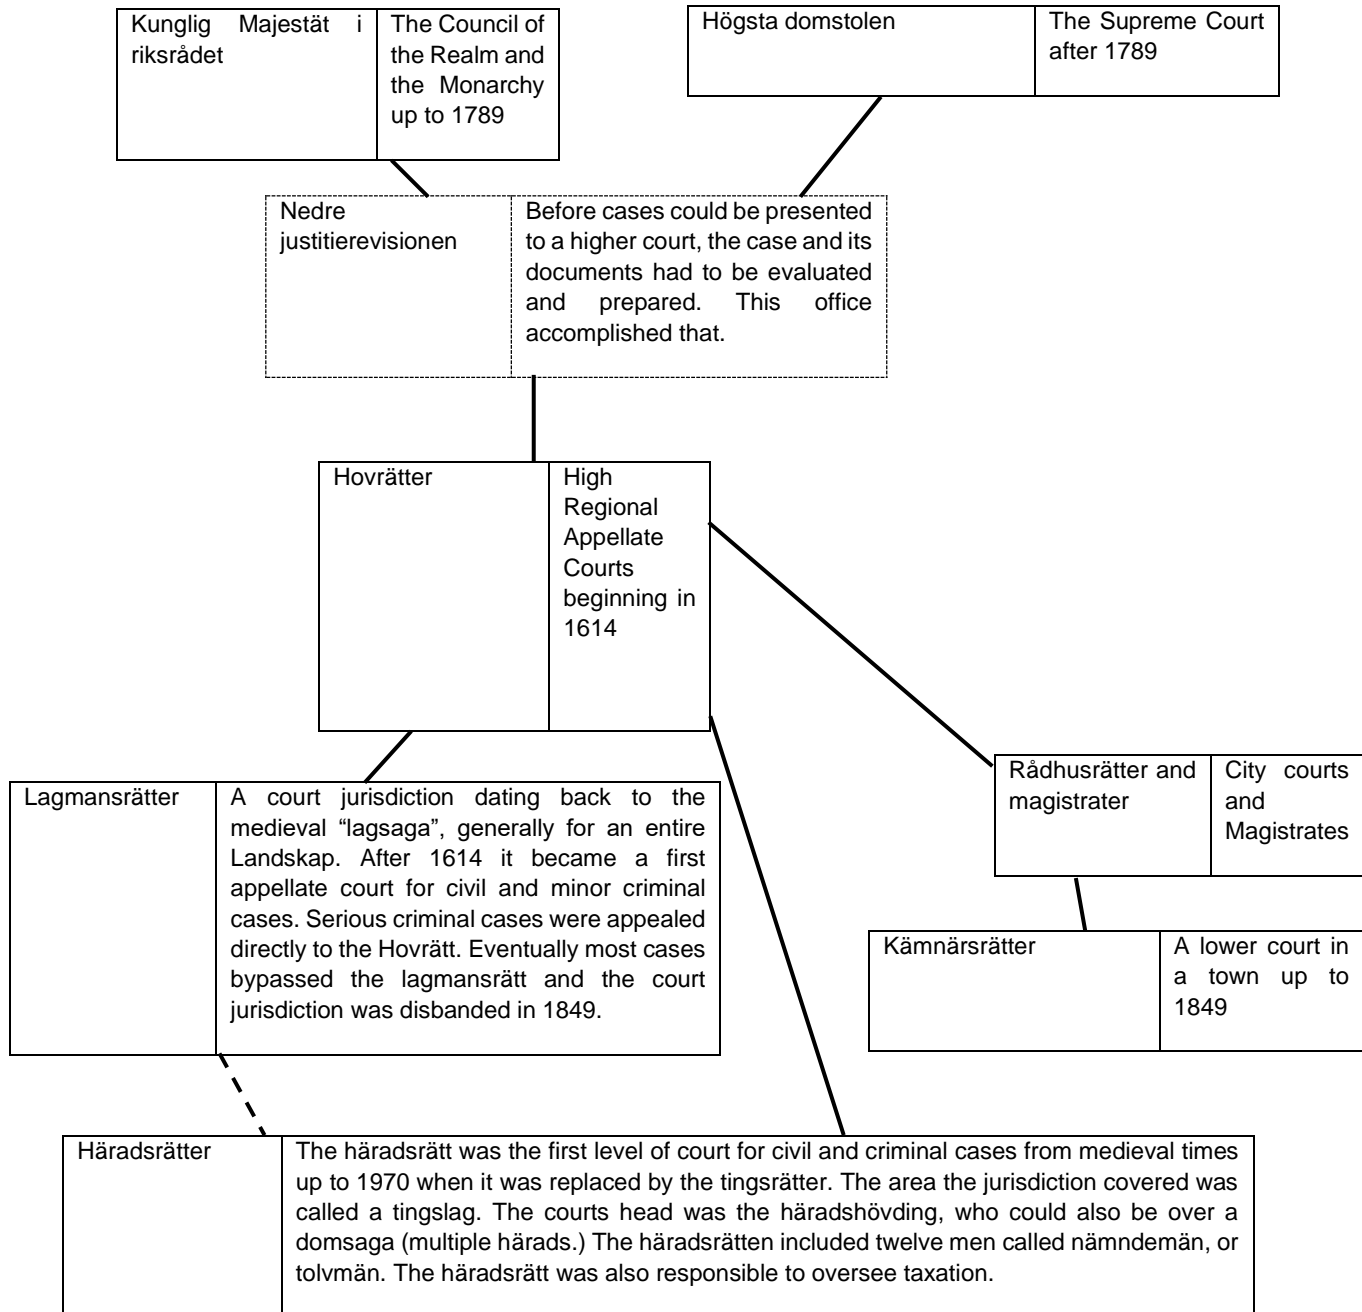 Kunglig Majestät i
riksrådet
The Council of
the Realm and
the Monarchy
up to 1789
Högsta domstolen
The Supreme Court
after 1789
Nedre
justitierevisionen
Before cases could be presented
to a higher court, the case and its
documents had to be evaluated
and prepared. This office
accomplished that.
Hovrätter
High
Regional
Appellate
Courts
beginning in
1614
Lagmansrätter
A court jurisdiction dating back to the
medieval “lagsaga”, generally for an entire
Landskap. After 1614 it became a first
appellate court for civil and minor criminal
cases. Serious criminal cases were appealed
directly to the Hovrätt. Eventually most cases
bypassed the lagmansrätt and the court
jurisdiction was disbanded in 1849.
Rådhusrätter and
magistrater
City courts
and
Magistrates
Kämnärsrätter
A lower court in
a town up to
1849
Häradsrätter
The häradsrätt was the first level of court for civil and criminal cases from medieval times
up to 1970 when it was replaced by the tingsrätter. The area the jurisdiction covered was
called a tingslag. The courts head was the häradshövding, who could also be over a
domsaga (multiple härads.) The häradsrätten included twelve men called nämndemän, or
tolvmän. The häradsrätt was also responsible to oversee taxation.